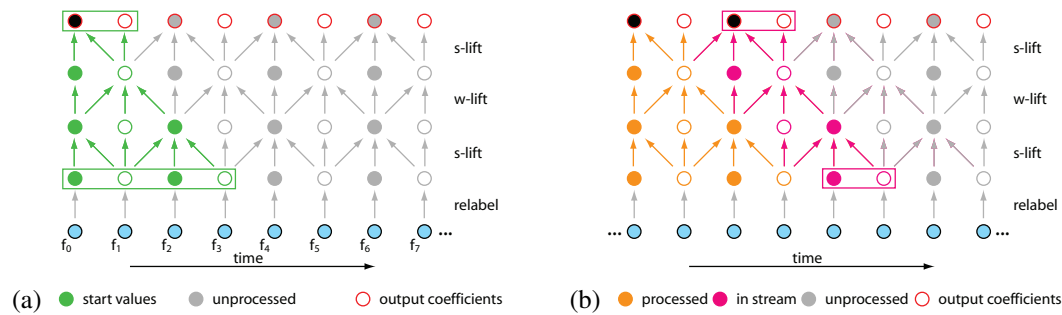 s-lift
w-lift
s-lift
relabel
f0 f1 f2 f3 f4 f5 f6 f7 ...
time
(a) start values unprocessed output coefficients
s-lift
w-lift
s-lift
relabel
... ...
time
(b) processed in stream unprocessed output coefficients